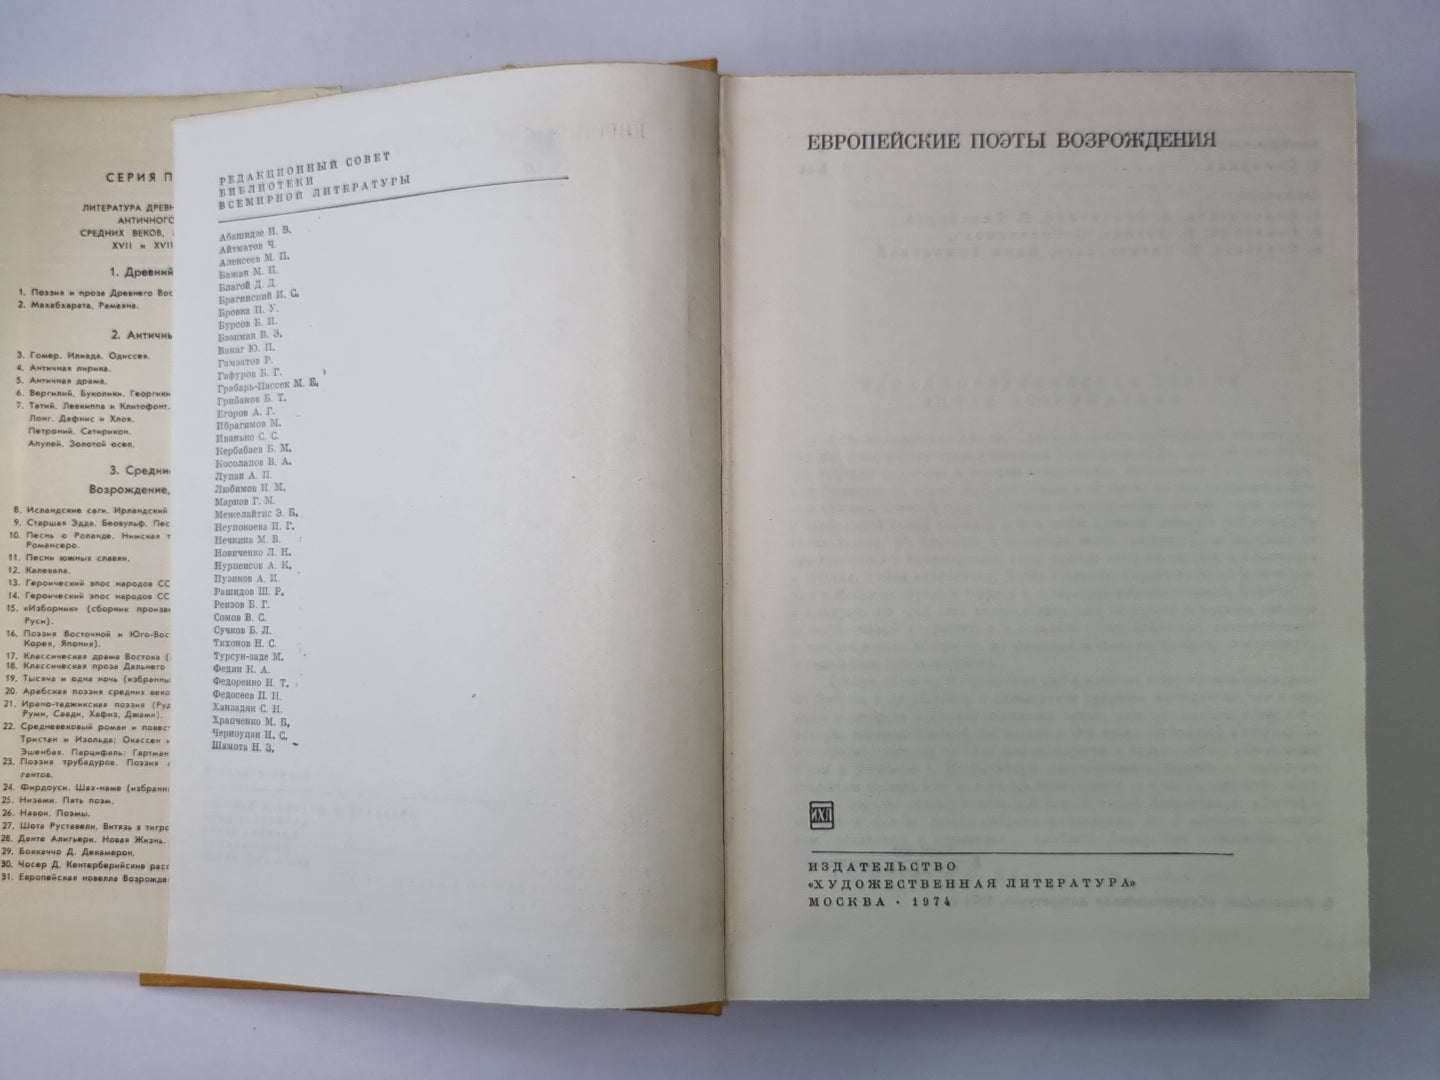 СЕРИЯ П
ЛИТЕРАТУРА ДРЕВН
АНТИЧНОГ
СРЕДНИХ ВЕКОВ,
XVII и XVII
1. Древний
1. Поэзия и проза Древнего Вос
2. Махабхарата. Рамаяна.
2. Античн
3. Гомер. Илиада. Одиссея.
4. Античная лирика.
5. Античная драма.
6. Вергилий. Буколики. Георгики
7. Татий. Левкиппа и Клитофонт.
Лонг. Дафнис и Хлоя.
Петроний. Сатирикон.
Апулей. Золотой осел.
3. Средни
Возрождение,
8. Исландские саги. Ирландский
9. Старшая Эдда. Беовульф. Пес
10. Песнь о Роланде. Нимская т
Романсеро.
11. Песни южных славян.
12. Калевала.
13. Героический эпос народов СС
14. Героический эпос народов СС
15. «Изборник» (сборник произве
Руси).
16. Поэзия Восточной и Юго-Вос
Корея, Япония).
17. Классическая драма Востока (
18. Классическая проза Дальнего
19. Тысяча и одна ночь (избранны
20. Арабская поэзия средних веко
21. Ирано-таджикская поэзия (Руд
Руми, Саади, Хафиз, Джами).
22. Средневековый роман и повест
Тристан и Изольда; Окассен
Эшенбах. Парцифаль; Гартман
23. Поэзия трубадуров. Поэзия
гантов.
24. Фирдоуси. Шах-наме (избранн
25. Низами. Пять поэм.
26. Навои. Поэмы.
27. Шота Руставели. Витязь в тигро
28. Данте Алигьери. Новая Жизнь.
29. Боккаччо Д. Декамерон.
30. Чосер Д. Кентерберийские расс
31. Европейская новелла Возрожде
РЕДАКЦИОННЫЙ СОВЕТ
БИБЛИОТЕКИ
ВСЕМИРНОЙ ЛИТЕРАТУРЫ
Абашидзе И. В.
Айтматов Ч.
Алексеев М. П.
Бажан М. П.
Благой Д. Д.
Брагинский И. С.
Бровка П. У.
Бурсов Б. И.
Бээкман В. Э.
Ванаг Ю. П.
Гамзатов Р.
Гафуров Б. Г.
Грабарь-Пассек М. Е.
Грибанов Б. Т.
Егоров А. Г.
Ибрагимов М.
Иванько С. С.
Кербабаев Б. М.
Косолапов В. А.
Лупан А. П.
Любимов Н. М.
Марков Г. М.
Межелайтис Э. Б.
Неупокоева И. Г.
Нечкина М. В.
Новиченко Л. Н.
Нурпеисов А. К.
Пузиков А. И.
Рашидов Ш. Р.
Реизов Б. Г.
Сомов В. С.
Сучков Б. Л.
Тихонов Н. С.
Турсун-заде М.
Федин К. А.
Федоренко Н. Т.
Федосеев П. Н.
Ханзадян С. Н.
Храпченко М. Б.
Черноуцан И. С.
Шамота Н. З.
ЕВРОПЕЙСКИЕ ПОЭТЫ ВОЗРОЖДЕНИЯ
ИХЛ
ИЗДАТЕЛЬСТВО
«ХУДОЖЕСТВЕННАЯ ЛИТЕРАТУРА»
МОСКВА · 1974